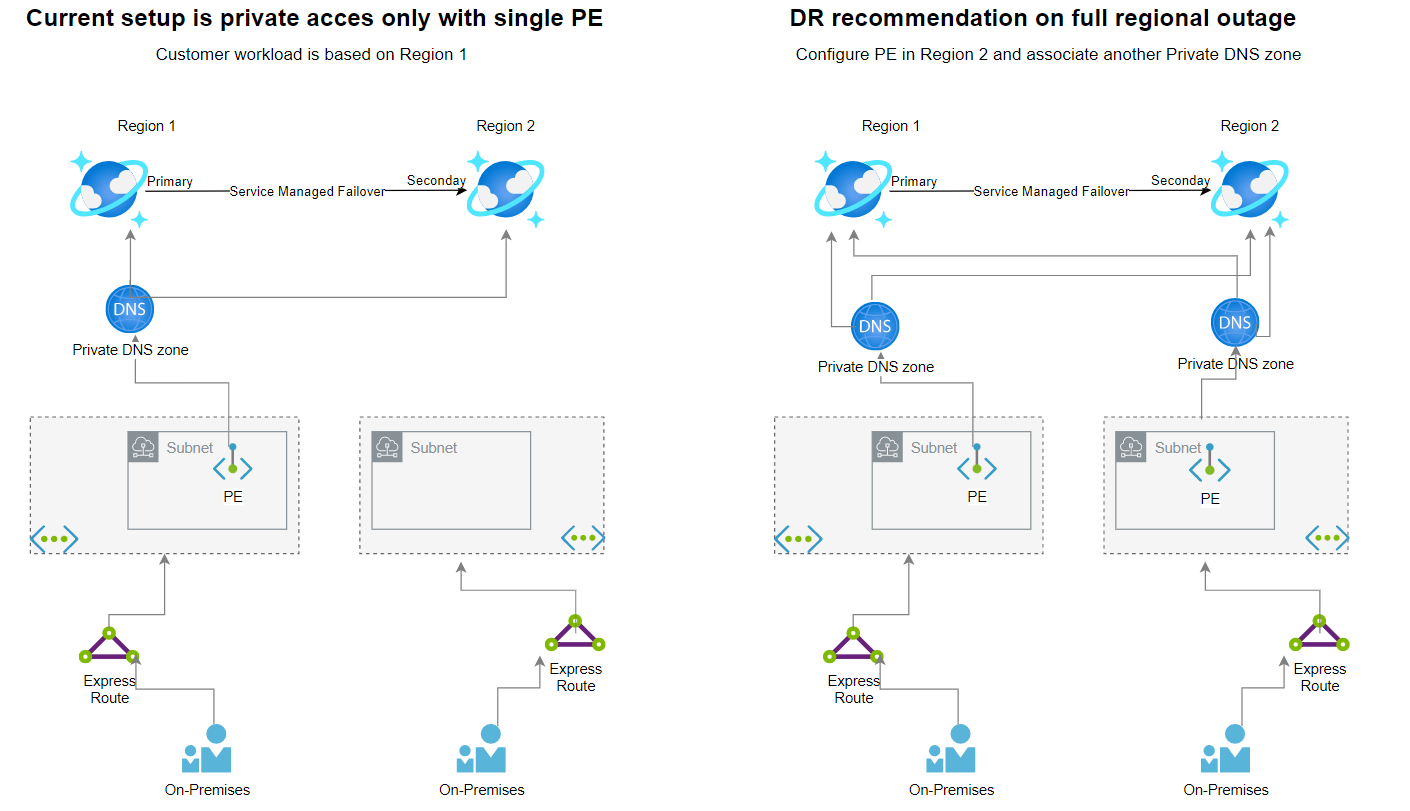 Current setup is private acces only with single PE
Customer workload is based on Region 1
Region 1
Region 2
Primary
Service Managed Failover
Seconday
DNS
Private DNS zone
Subnet
PE
Subnet
Express
Route
Express
Route
On-Premises
On-Premises
DR recommendation on full regional outage
Configure PE in Region 2 and associate another Private DNS zone
Region 1
Region 2
Primary
Service Managed Failover
Seconday
DNS
DNS
Private DNS zone
Private DNS zone
Subnet
PE
Subnet
PE
Express
Route
Express
Route
On-Premises
On-Premises